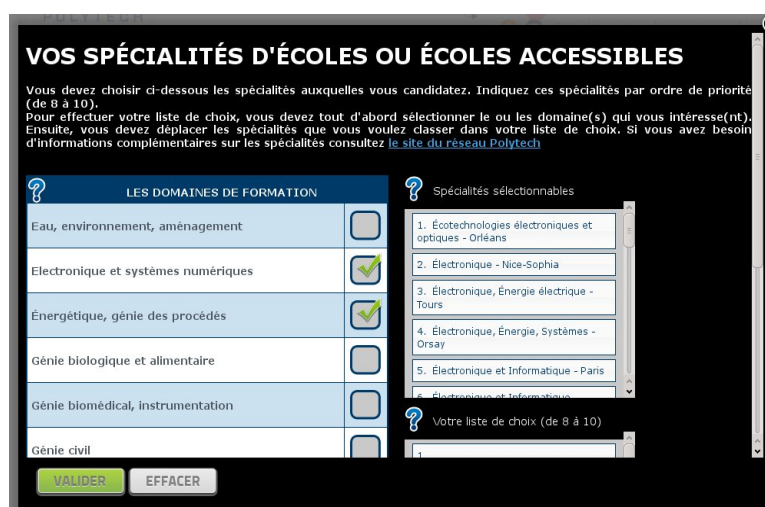 POLYTECH
VOS SPÉCIALITÉS D'ÉCOLES OU ÉCOLES ACCESSIBLES
Vous devez choisir ci-dessous les spécialités auxquelles vous candidatez. Indiquez ces spécialités par ordre de priorité
(de 8 à 10).
Pour effectuer votre liste de choix, vous devez tout d'abord sélectionner le ou les domaine(s) qui vous intéresse(nt).
Ensuite, vous devez déplacer les spécialités que vous voulez classer dans votre liste de choix. Si vous avez besoin
d'informations complémentaires sur les spécialités consultez le site du réseau Polytech
LES DOMAINES DE FORMATION
Eau, environnement, aménagement
Electronique et systèmes numériques
Énergétique, génie des procédés
Génie biologique et alimentaire
Génie biomédical, instrumentation
Génie civil
Spécialités sélectionnables
1. Écotechnologies électroniques et
optiques - Orléans
2. Électronique - Nice-Sophia
3. Électronique, Énergie électrique -
Tours
4. Électronique, Énergie, Systèmes -
Orsay
5. Électronique et Informatique - Paris
6. Électronique et Informatique
Votre liste de choix (de 8 à 10)
1
VALIDER
EFFACER